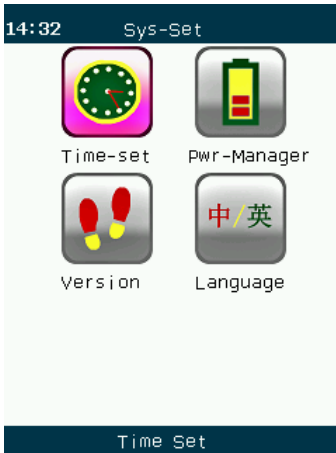 14:32 Sys-Set
Time-set Pwr-Manager
中/英
Version Language
Time Set